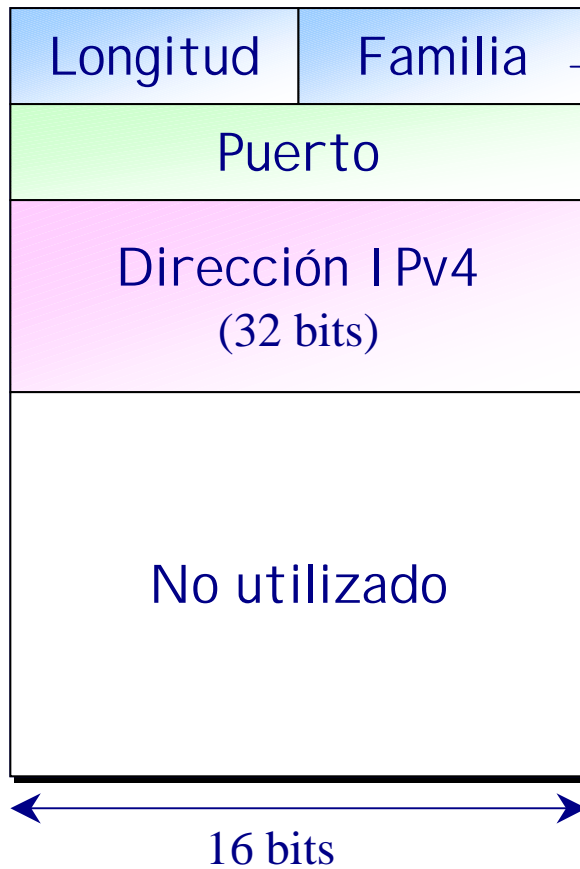 Longitud Familia
Puerto
Dirección IPv4
(32 bits)
No utilizado
16 bits